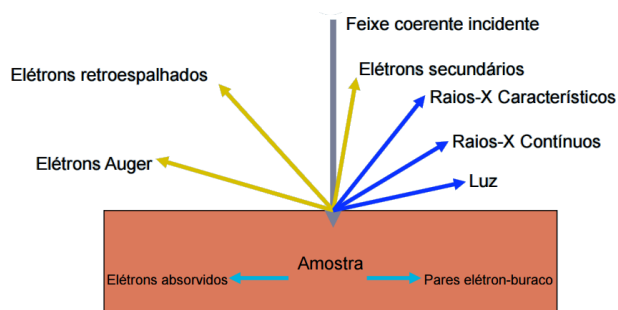 Feixe coerente incidente
Elétrons retroespalhados
Elétrons secundários
Raios-X Característicos
Raios-X Contínuos
Elétrons Auger
Luz
Amostra
Elétrons absorvidos
Pares elétron-buraco